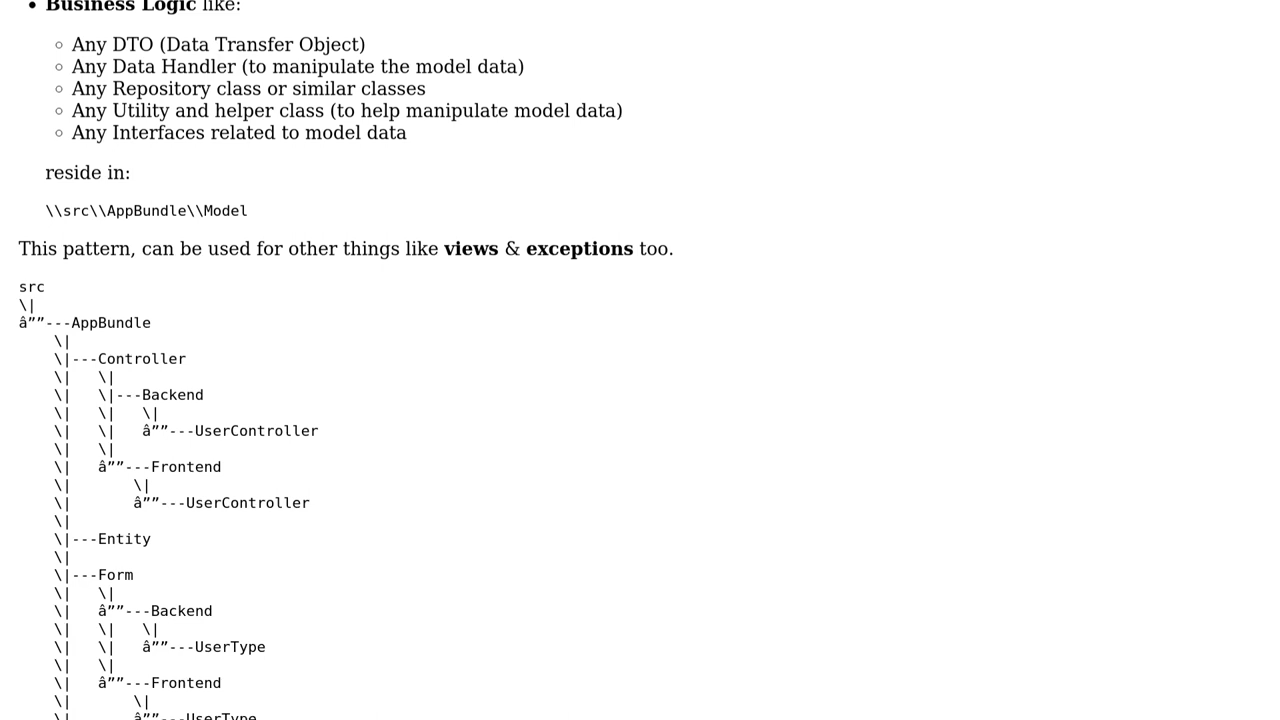 • Business Logic like:
◦ Any DTO (Data Transfer Object)
◦ Any Data Handler (to manipulate the model data)
◦ Any Repository class or similar classes
◦ Any Utility and helper class (to help manipulate model data)
◦ Any Interfaces related to model data
reside in:
\\src\\AppBundle\\Model
This pattern, can be used for other things like views & exceptions too.
src
\|
â””---AppBundle
    \|
    \|---Controller
    \|   \|
    \|   \|---Backend
    \|   \|   \|
    \|   \|   â””---UserController
    \|   \|
    \|   â””---Frontend
    \|       \|
    \|       â””---UserController
    \|
    \|---Entity
    \|
    \|---Form
    \|   \|
    \|   â””---Backend
    \|   \|   \|
    \|   \|   â””---UserType
    \|   \|
    \|   â””---Frontend
    \|       \|
    \|       â””---UserType